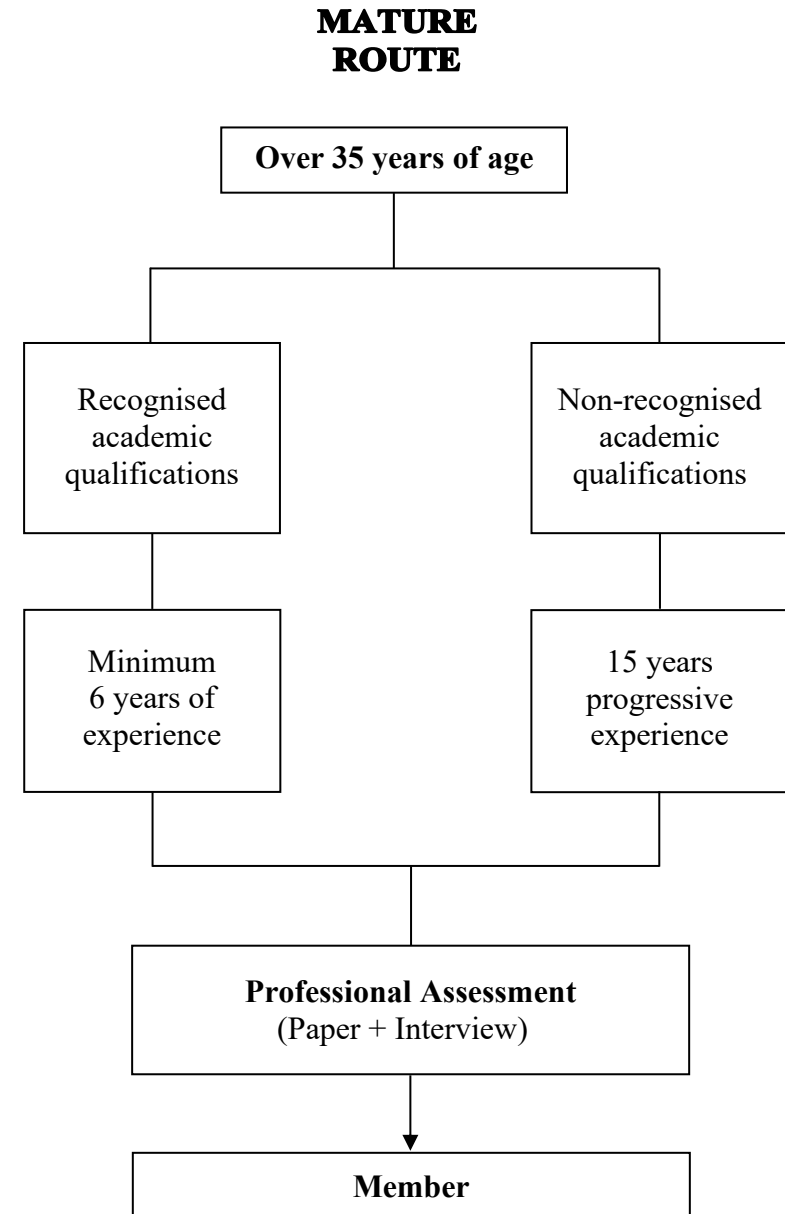 MATURE
ROUTE
Over 35 years of age
Recognised
academic
qualifications
Non-recognised
academic
qualifications
Minimum
6 years of
experience
15 years
progressive
experience
Professional Assessment
(Paper + Interview)
Member